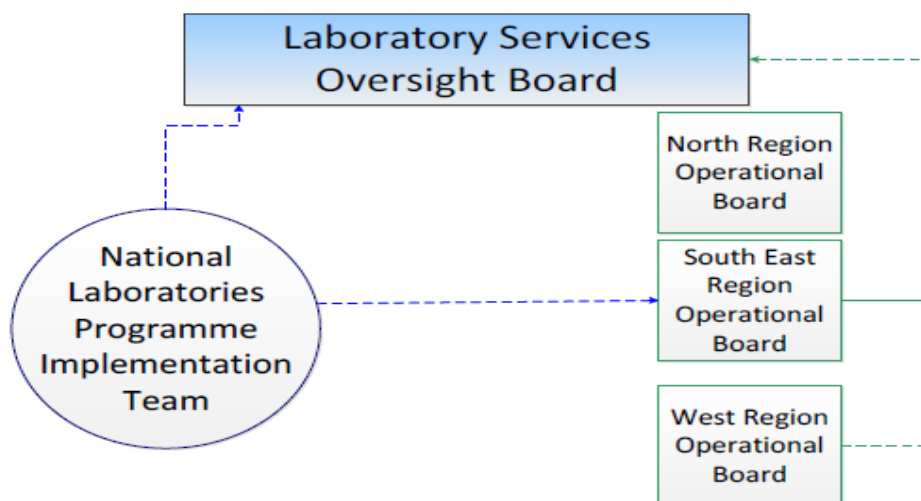 Laboratory Services
Oversight Board
North Region
Operational
Board
National
Laboratories
Programme
Implementation
Team
South East
Region
Operational
Board
West Region
Operational
Board